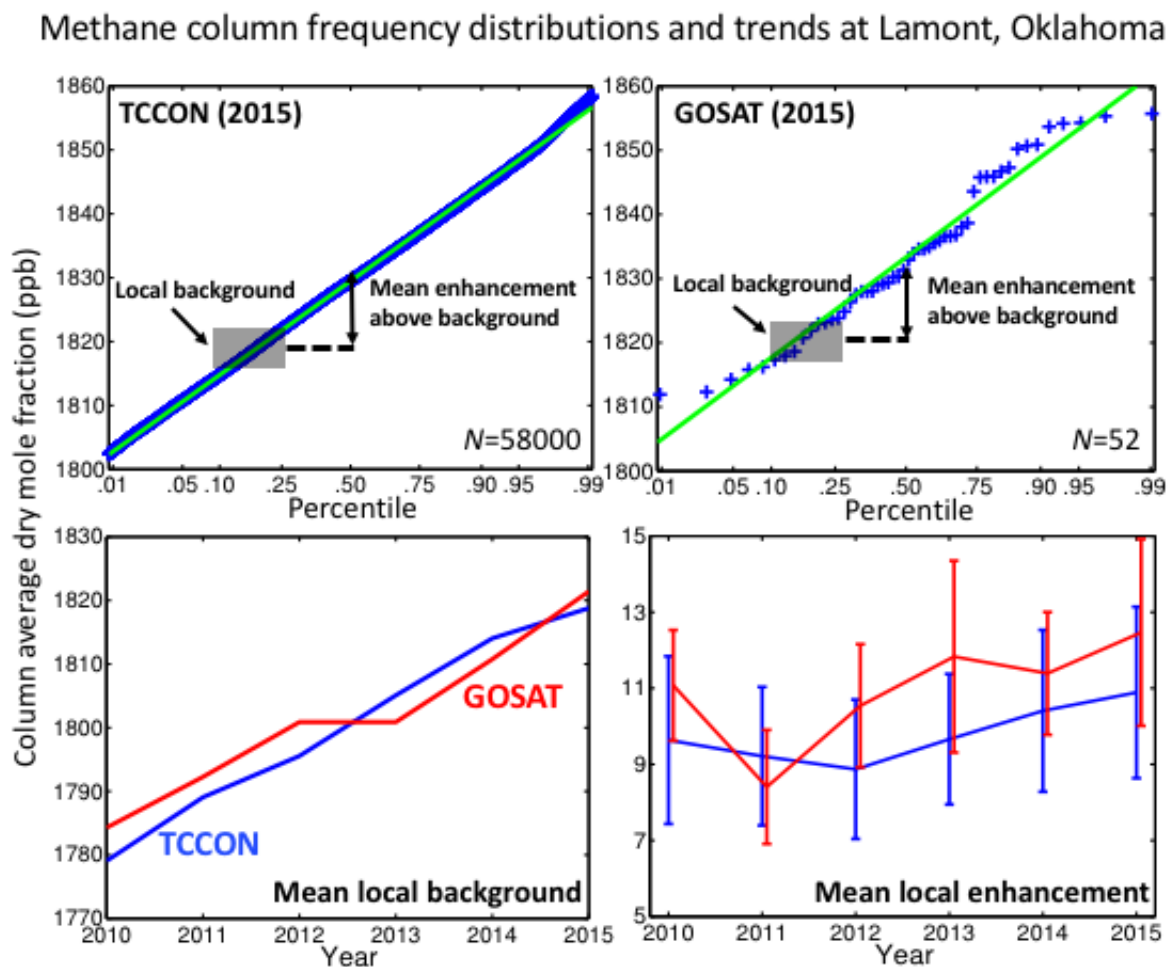 Methane column frequency distributions and trends at Lamont, Oklahoma
Column average dry mole fraction (ppb)
TCCON (2015)
1860
1850
1840
1830
1820
1810
1800
Local background
Mean enhancement
above background
N=58000
.01 .05 .10 .25 .50 .75 .90 .95 .99
Percentile
GOSAT (2015)
1860
1850
1840
1830
1820
1810
1800
Local background
Mean enhancement
above background
N=52
.01 .05 .10 .25 .50 .75 .90 .95 .99
Percentile
1830
1820
1810
1800
1790
1780
1770
GOSAT
TCCON
Mean local background
2010 2011 2012 2013 2014 2015
Year
15
13
11
9
7
5
Mean local enhancement
2010 2011 2012 2013 2014 2015
Year